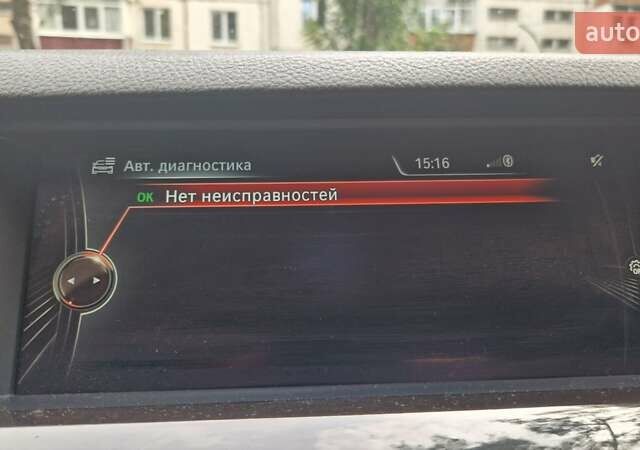 auto
Авт. диагностика
15:16
OK Нет неисправностей